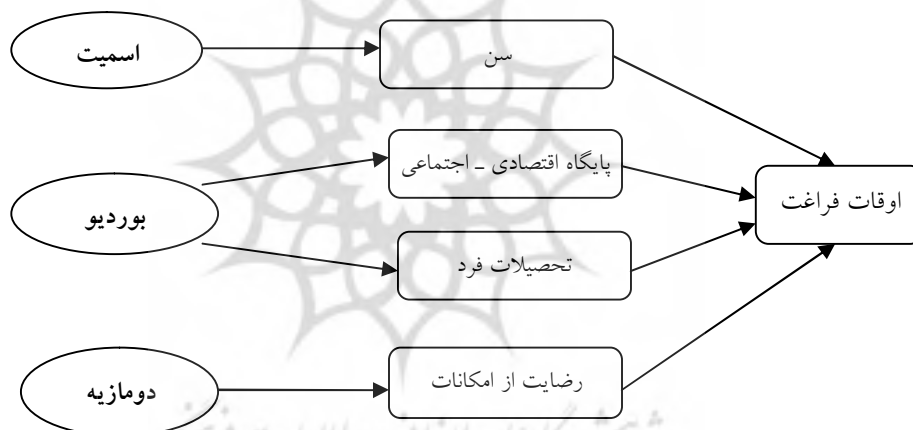 اسمیت
سن
پایگاه اقتصادی ـ اجتماعی
اوقات فراغت
بوردیو
تحصیلات فرد
رضایت از امکانات
دومازیه